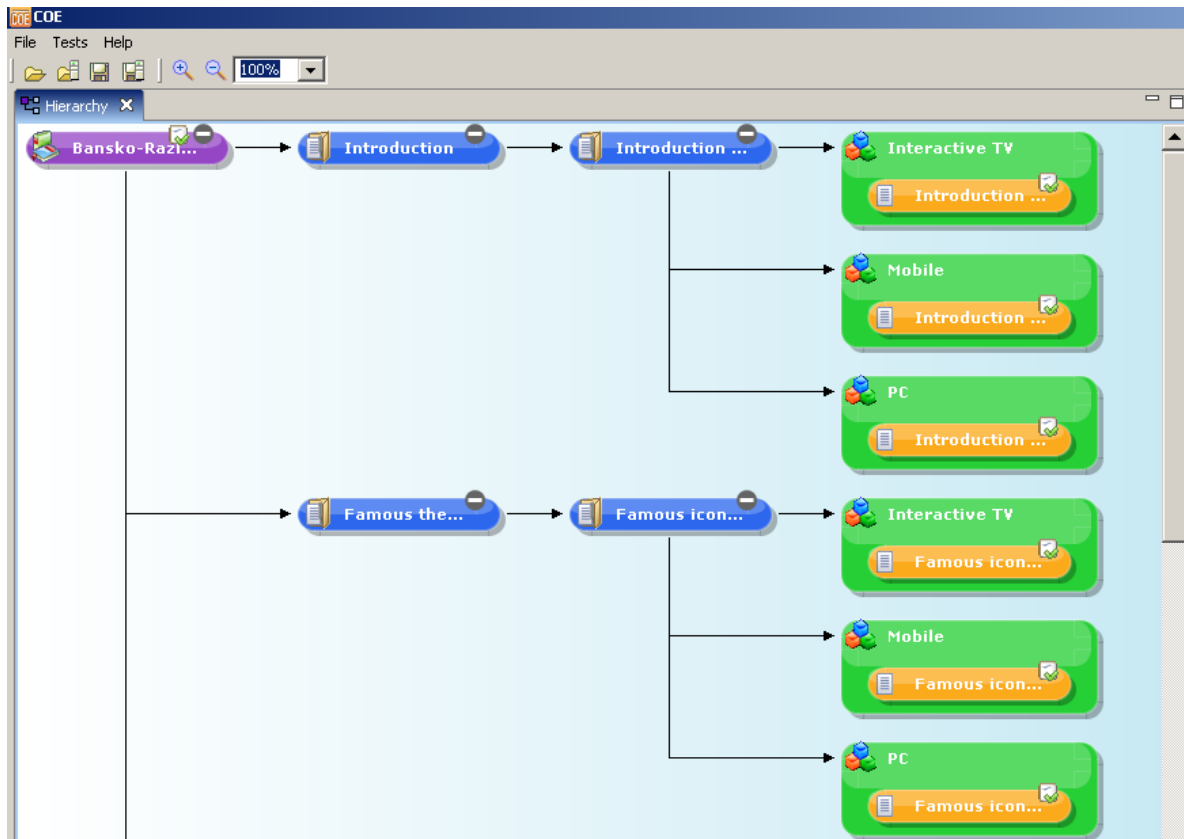 COE
File Tests Help
100%
Hierarchy
Bansko-Razl... Introduction Introduction ... Interactive TV
Introduction ...
Mobile
Introduction ...
PC
Introduction ...
Famous the... Famous icon... Interactive TV
Famous icon...
Mobile
Famous icon...
PC
Famous icon...